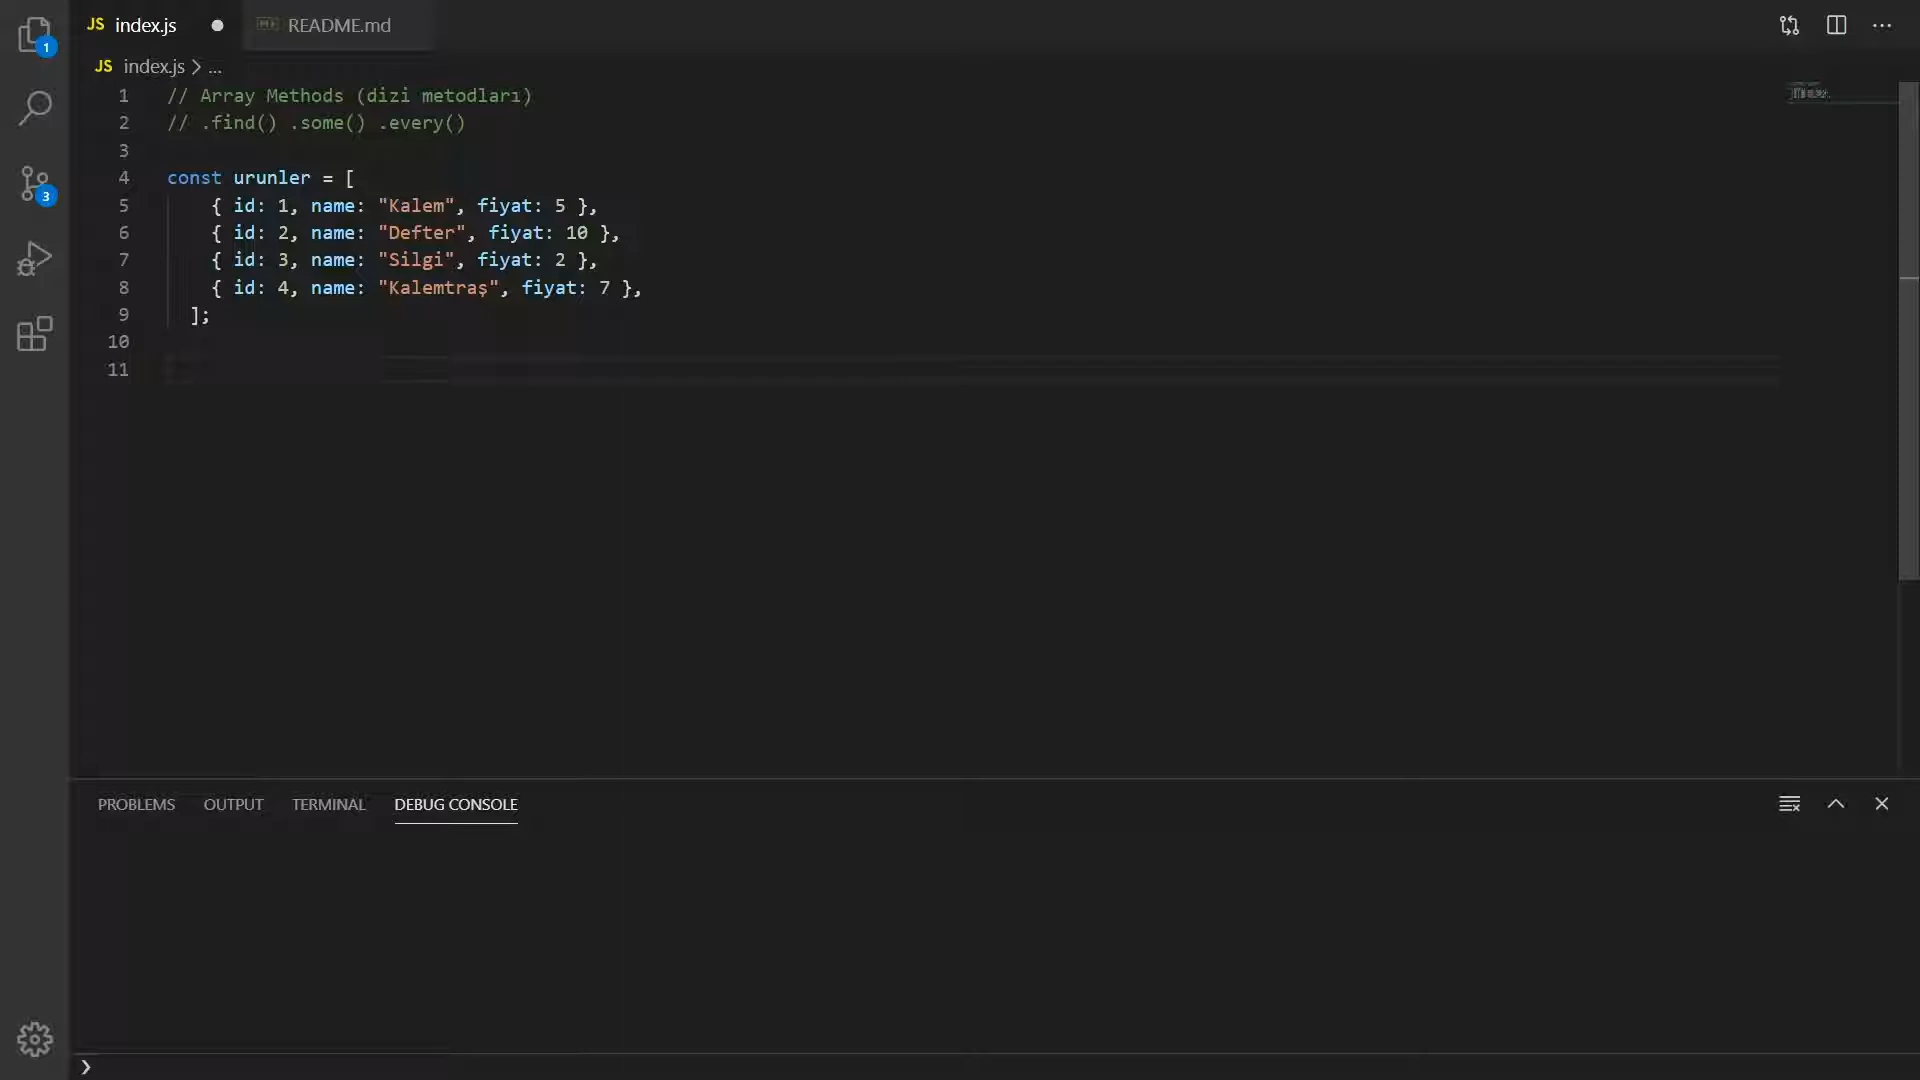 JS index.js
README.md
JS index.js > ...
1 // Array Methods (dizi metodları)
2 // .find() .some() .every()
3
4 const urunler = [
5 { id: 1, name: "Kalem", fiyat: 5 },
6 { id: 2, name: "Defter", fiyat: 10 },
7 { id: 3, name: "Silgi", fiyat: 2 },
8 { id: 4, name: "Kalemtraş", fiyat: 7 },
9 ];
10
11
1
3
PROBLEMS OUTPUT TERMINAL DEBUG CONSOLE